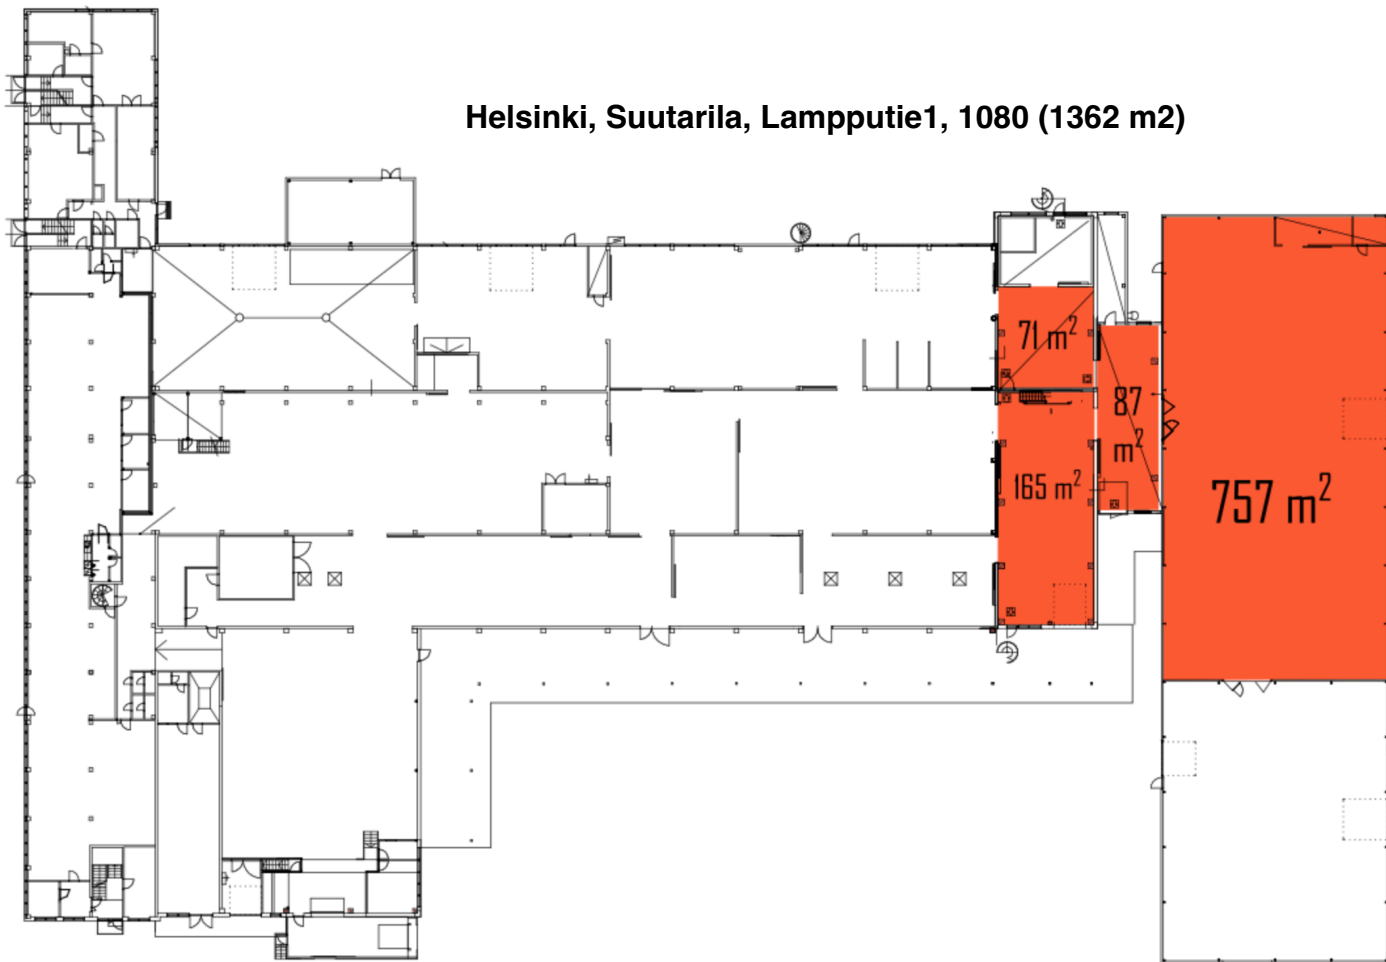 Helsinki, Suutarila, Lampputie1, 1080 (1362 m2)
71 m²
87
m²
165 m²
757 m²